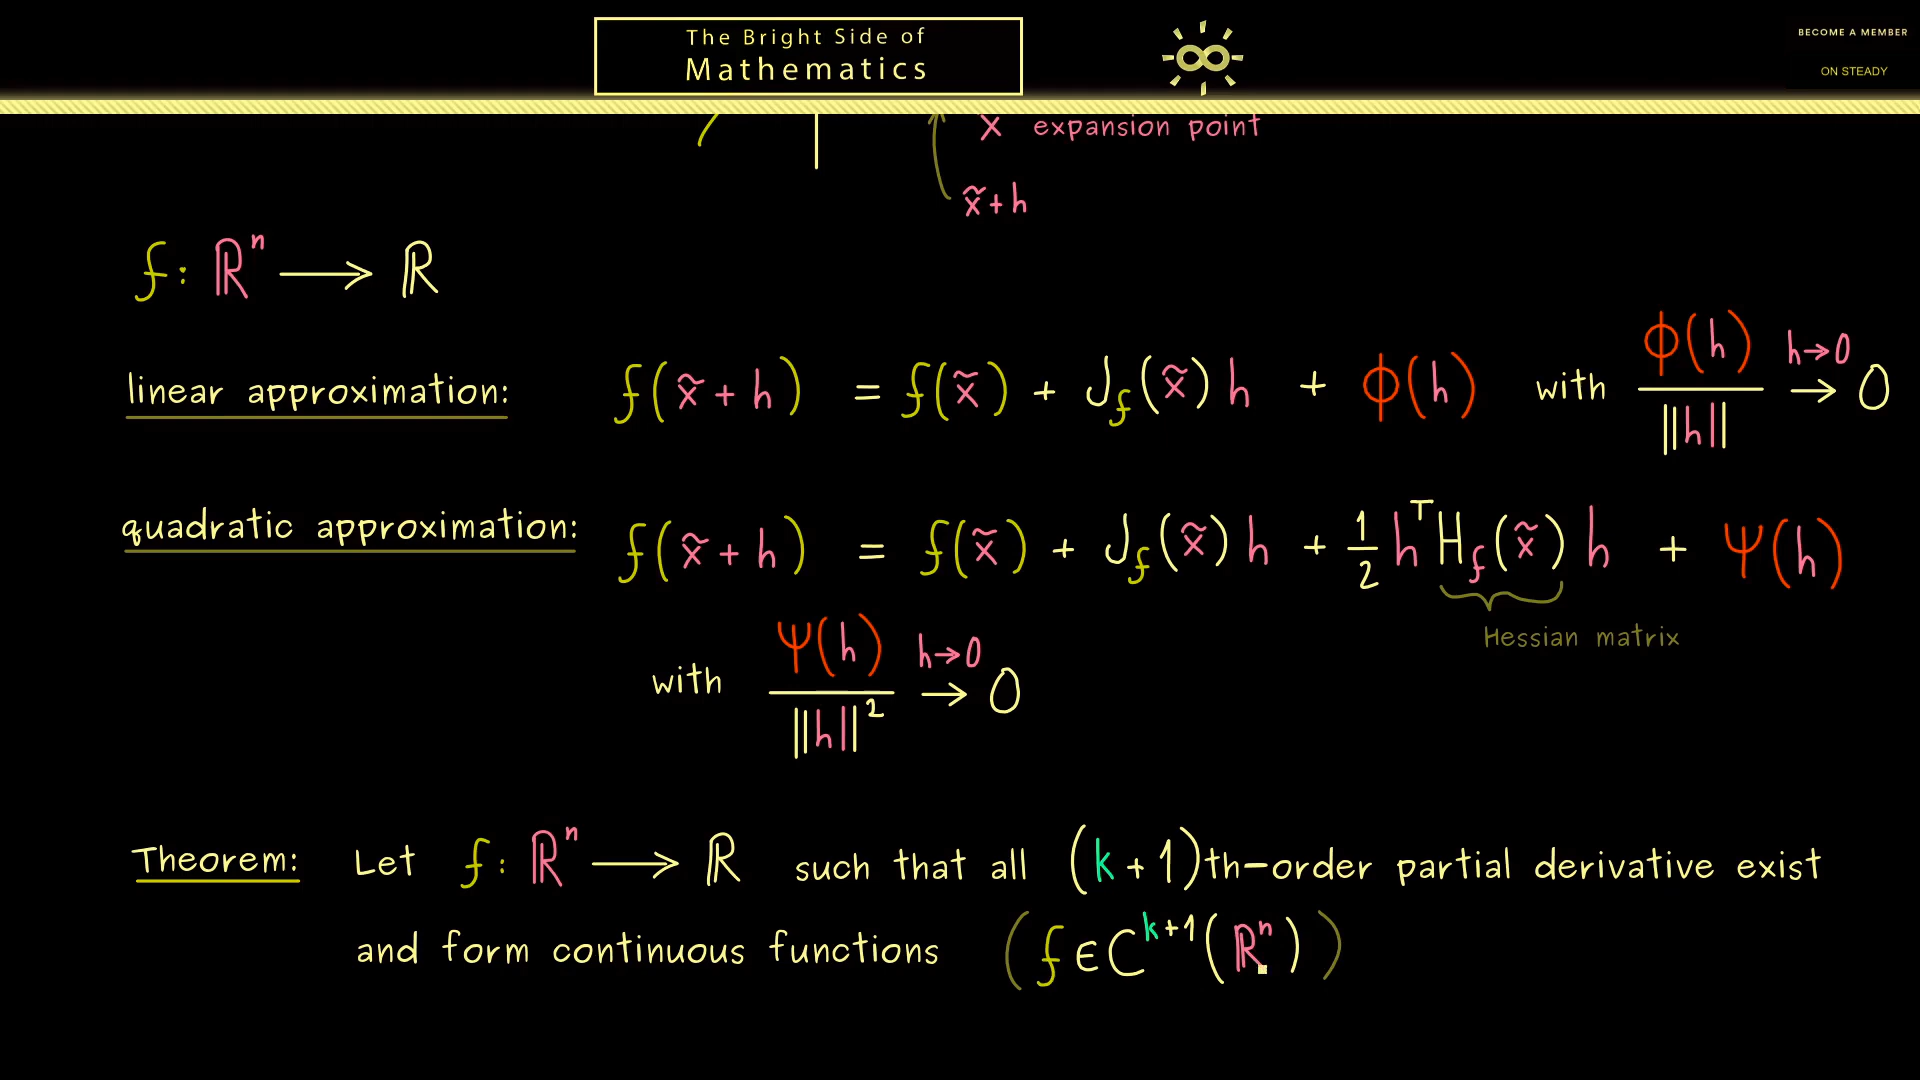 The Bright Side of
Mathematics
BECOME A MEMBER
ON STEADY
x̃ expansion point
x̃ + h
f: ℝⁿ ⟶ ℝ
linear approximation: f(x̃ + h) = f(x̃) + J_f(x̃) h + ϕ(h) with ϕ(h)/||h|| →^{h→0} 0
quadratic approximation: f(x̃ + h) = f(x̃) + J_f(x̃) h + 1/2 hᵀ H_f(x̃) h + Ψ(h)
Hessian matrix
with Ψ(h)/||h||² →^{h→0} 0
Theorem: Let f: ℝⁿ ⟶ ℝ such that all (k+1)th-order partial derivative exist
and form continuous functions (f ∈ C^{k+1}(ℝⁿ))